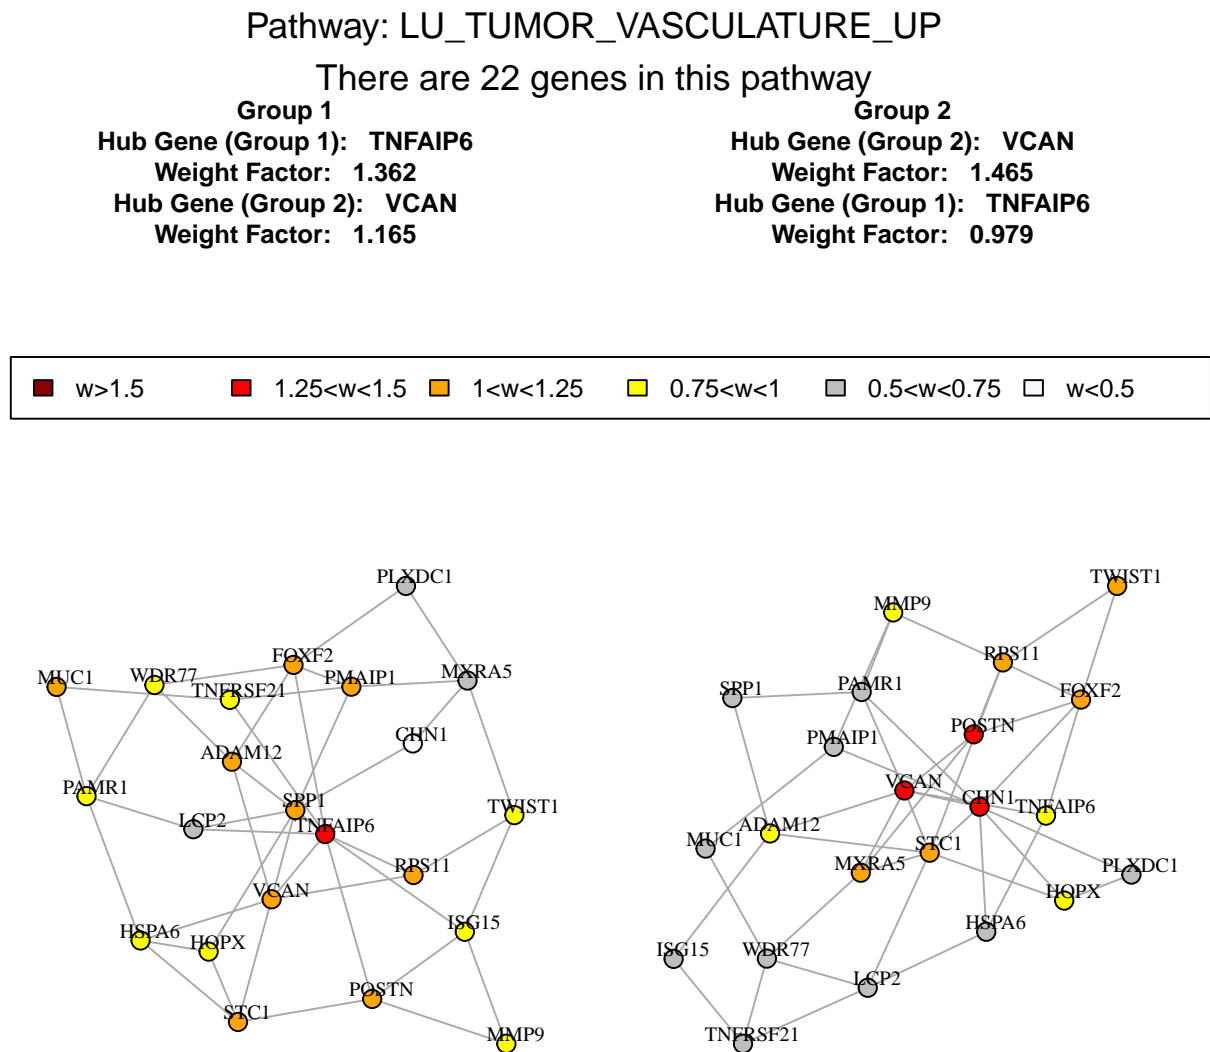 Pathway: LU_TUMOR_VASCULATURE_UP
There are 22 genes in this pathway
Group 1
Hub Gene (Group 1): TNFAIP6
Weight Factor: 1.362
Hub Gene (Group 2): VCAN
Weight Factor: 1.165
Group 2
Hub Gene (Group 2): VCAN
Weight Factor: 1.465
Hub Gene (Group 1): TNFAIP6
Weight Factor: 0.979
w>1.5 1.25<w<1.5 1<w<1.25 0.75<w<1 0.5<w<0.75 w<0.5
PLXDC1
FOXF2
MUC1
WDR77
TNFRSF21
PMAIP1
MXRA5
CHN1
ADAM12
PAMR1
SPP1
TWIST1
LCP2
TNFAIP6
RPS11
VCAN
ISG15
HSPA6
HOPX
POSTN
STC1
MMP9
TWIST1
MMP9
RPS11
SPP1
PAMR1
FOXF2
POSTN
PMAIP1
VCAN
CHN1
TNFAIP6
ADAM12
MUC1
STC1
MXRA5
PLXDC1
HOPX
HSPA6
ISG15
WDR77
LCP2
TNFRSF21